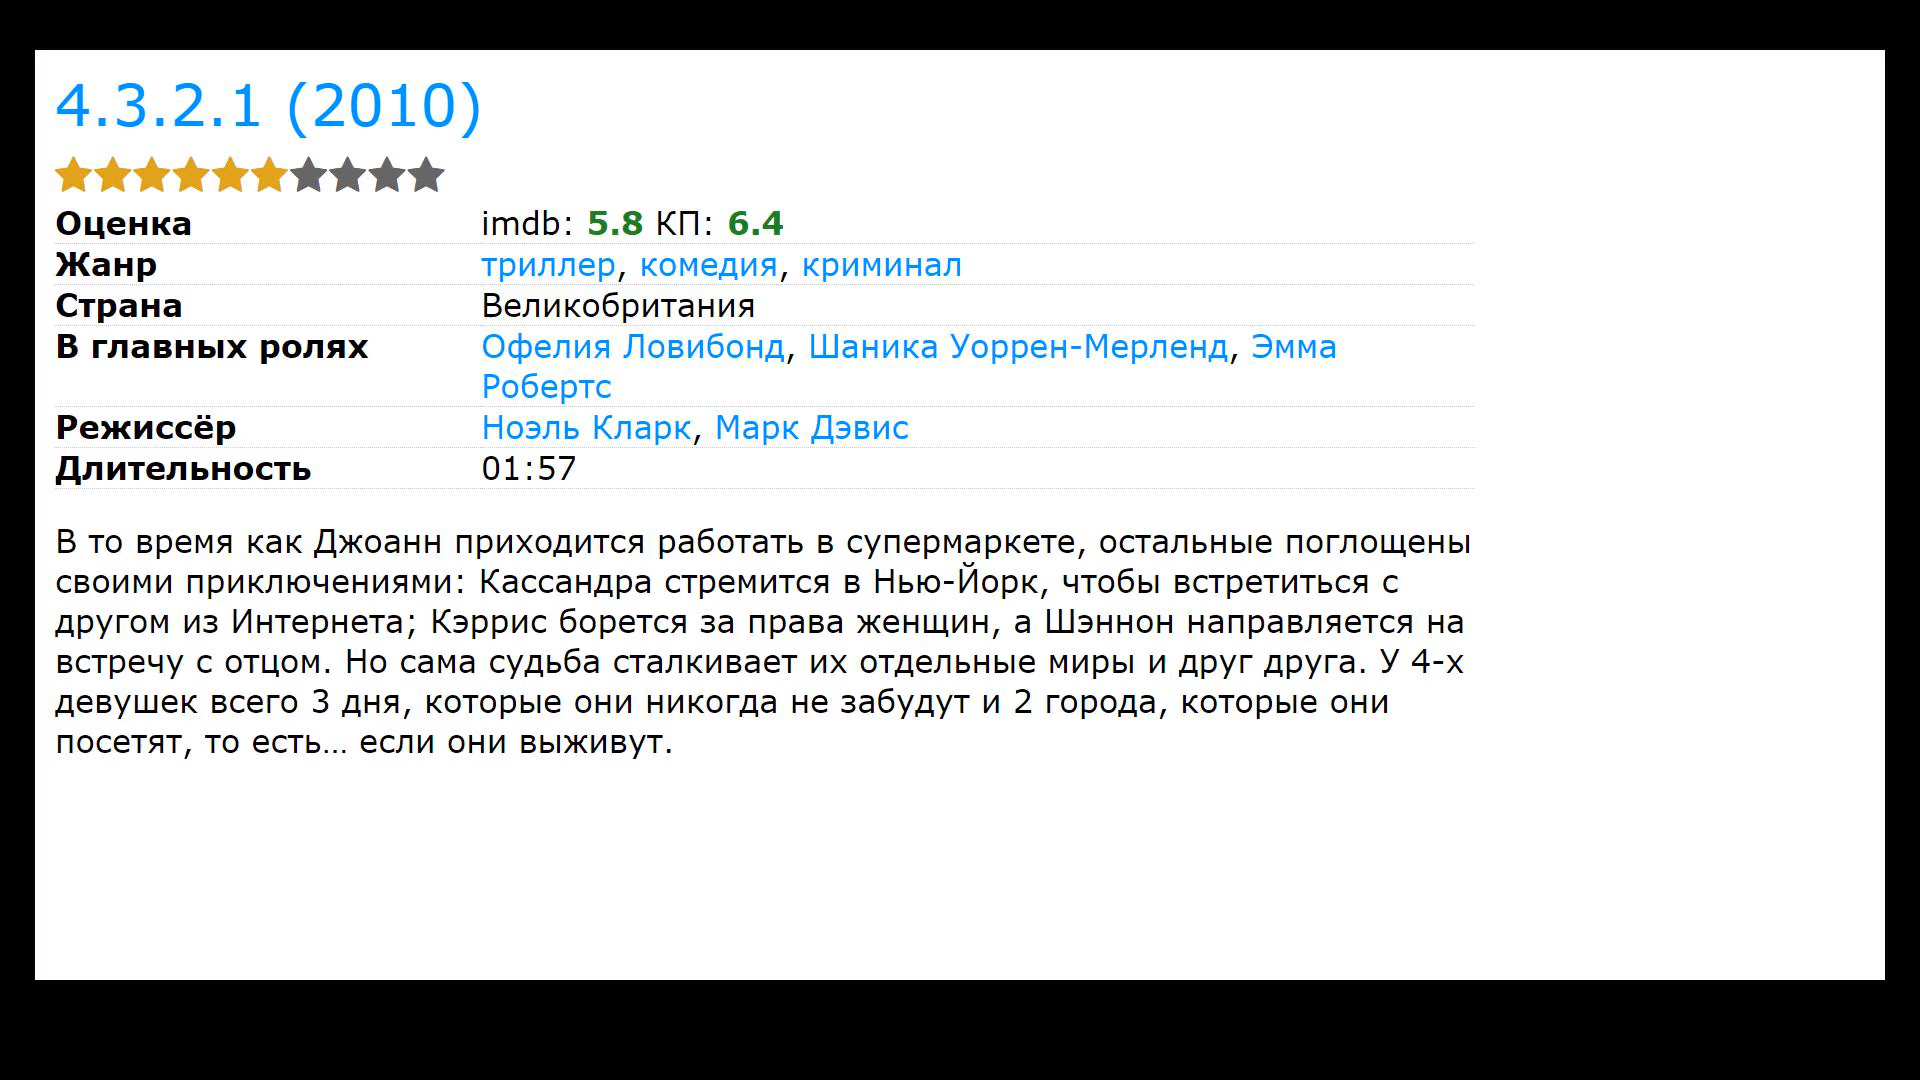 4.3.2.1 (2010)
Оценка imdb: 5.8 КП: 6.4
Жанр триллер, комедия, криминал
Страна Великобритания
В главных ролях Офелия Ловибонд, Шаника Уоррен-Мерленд, Эмма
Робертс
Режиссёр Ноэль Кларк, Марк Дэвис
Длительность 01:57
В то время как Джоанн приходится работать в супермаркете, остальные поглощены
своими приключениями: Кассандра стремится в Нью-Йорк, чтобы встретиться с
другом из Интернета; Кэррис борется за права женщин, а Шэннон направляется на
встречу с отцом. Но сама судьба сталкивает их отдельные миры и друг друга. У 4-х
девушек всего 3 дня, которые они никогда не забудут и 2 города, которые они
посетят, то есть… если они выживут.